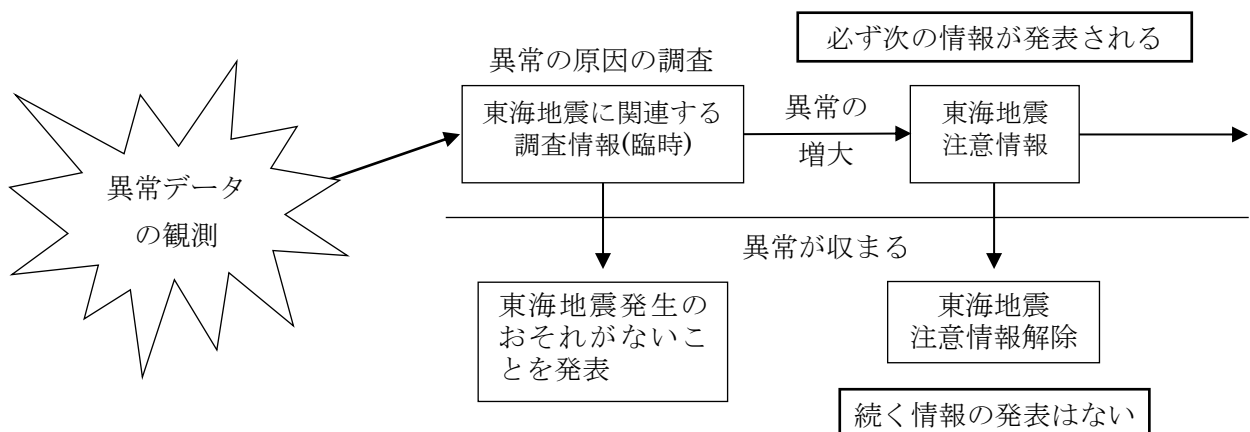 必ず次の情報が発表される
異常の原因の調査
東海地震に関連する
調査情報(臨時)
異常の
増大
東海地震
注意情報
異常データ
の観測
異常が収まる
東海地震発生の
おそれがないこ
とを発表
東海地震
注意情報解除
続く情報の発表はない